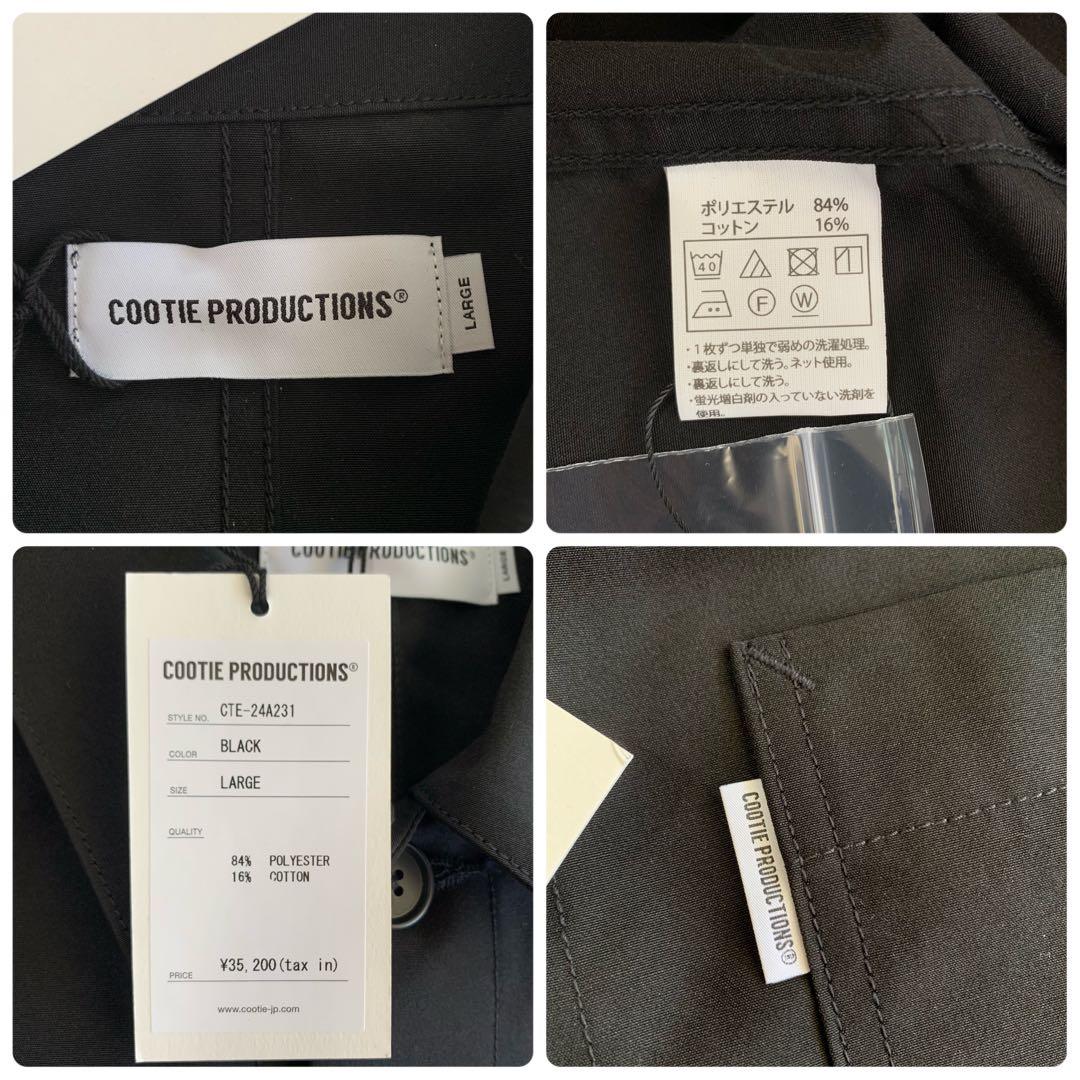 COOTIE PRODUCTIONS®
LARGE
ポリエステル 84%
コットン 16%
40
F
W
・1枚ずつ単独で弱めの洗濯処理。
・裏返しにして洗う。ネット使用。
・裏返しにして洗う。
・蛍光増白剤の入っていない洗剤を
使用。
COOTIE PRODUCTIONS®
LARGE
COOTIE PRODUCTIONS®
STYLE NO. CTE-24A231
COLOR BLACK
SIZE LARGE
QUALITY
84% POLYESTER
16% COTTON
PRICE ¥35,200(tax in)
www.cootie-jp.com
COOTIE PRODUCTIONS®